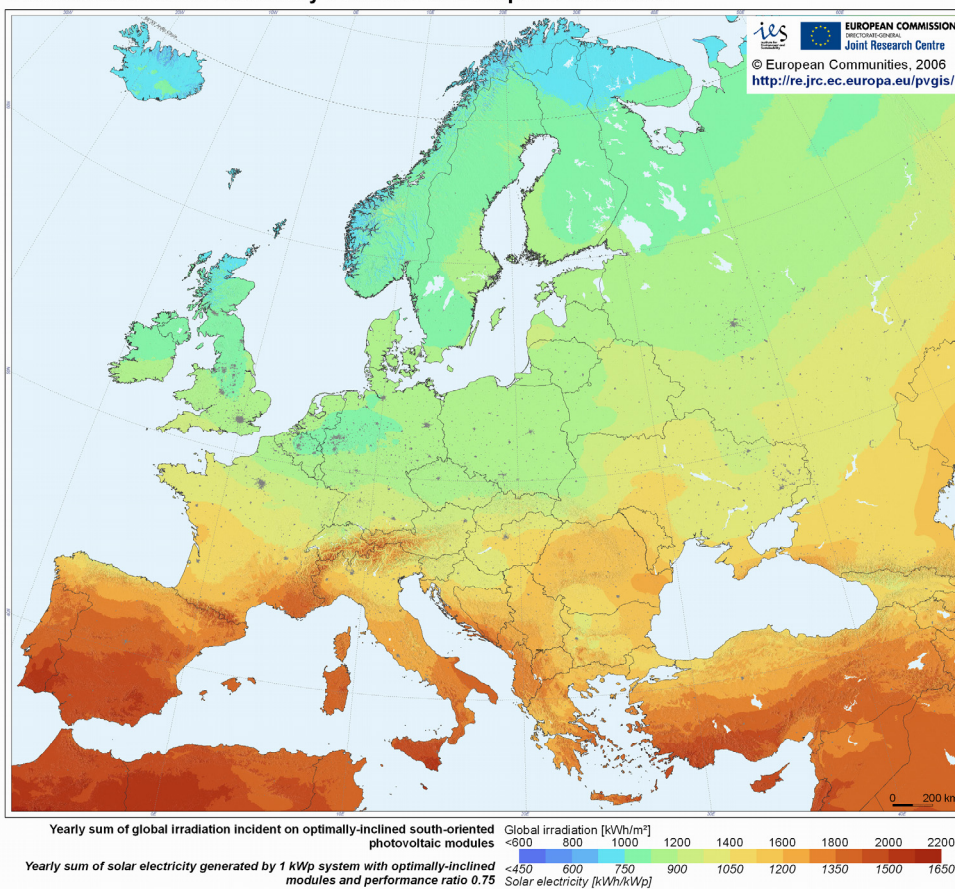 ies
EUROPEAN COMMISSION
DIRECTORATE-GENERAL
Joint Research Centre
© European Communities, 2006
http://re.jrc.ec.europa.eu/pvgis/
0 200 km
Yearly sum of global irradiation incident on optimally-inclined south-oriented
photovoltaic modules
Yearly sum of solar electricity generated by 1 kWp system with optimally-inclined
modules and performance ratio 0.75
Global irradiation [kWh/m²]
<600 800 1000 1200 1400 1600 1800 2000 2200
<450 600 750 900 1050 1200 1350 1500 1650
Solar electricity [kWh/kWp]